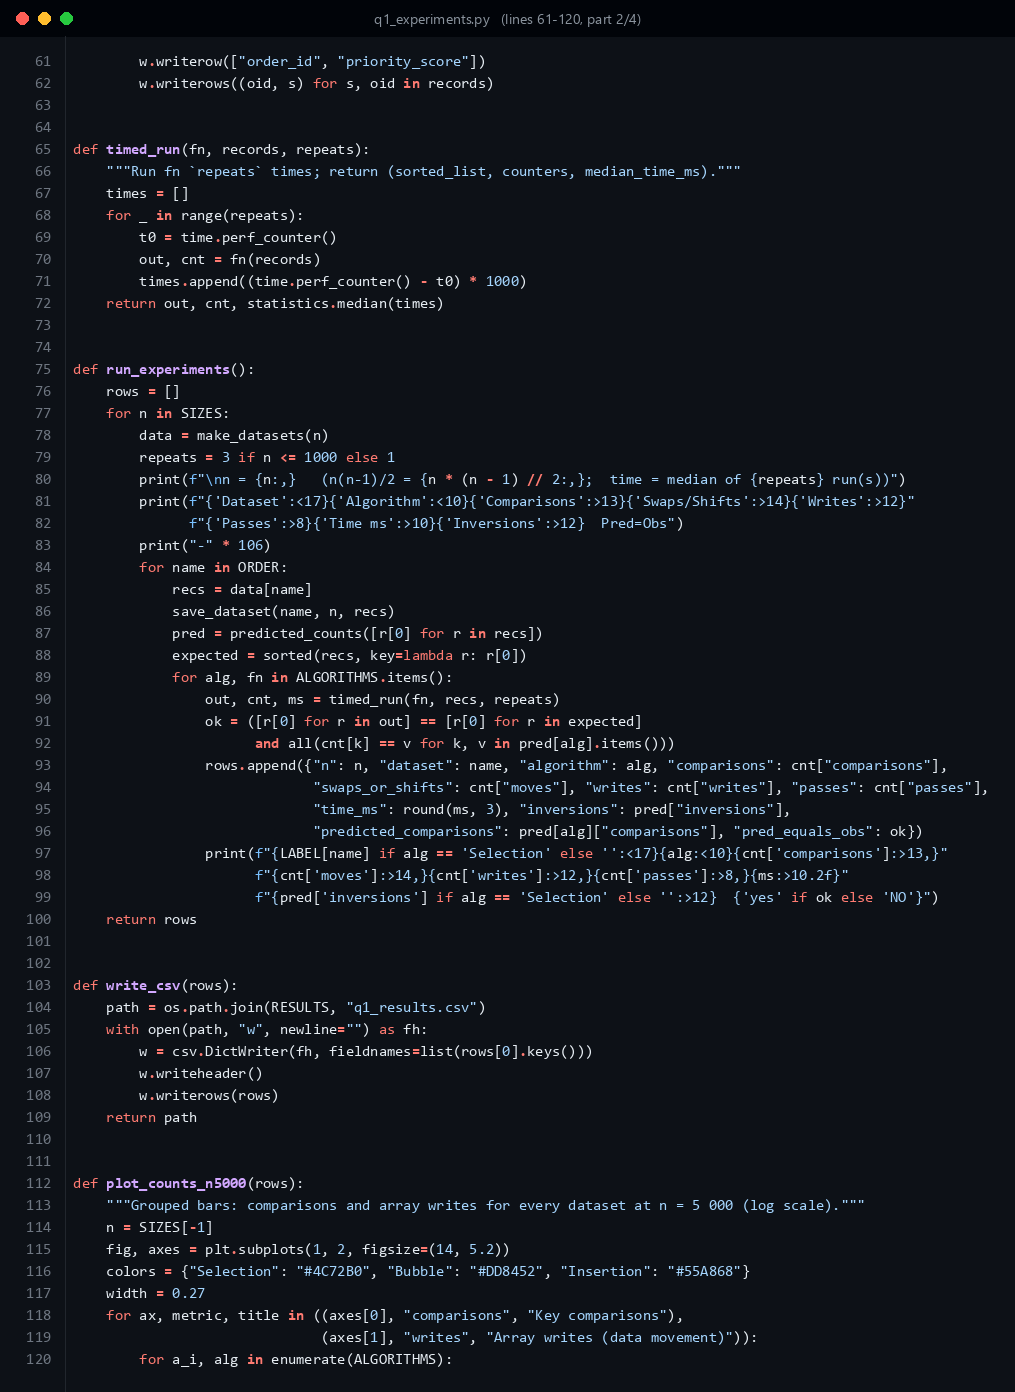 q1_experiments.py   (lines 61-120, part 2/4)
61         w.writerow(["order_id", "priority_score"])
62         w.writerows((oid, s) for s, oid in records)
63
64
65 def timed_run(fn, records, repeats):
66     """Run fn `repeats` times; return (sorted_list, counters, median_time_ms)."""
67     times = []
68     for _ in range(repeats):
69         t0 = time.perf_counter()
70         out, cnt = fn(records)
71         times.append((time.perf_counter() - t0) * 1000)
72     return out, cnt, statistics.median(times)
73
74
75 def run_experiments():
76     rows = []
77     for n in SIZES:
78         data = make_datasets(n)
79         repeats = 3 if n <= 1000 else 1
80         print(f"\nn = {n:,}   (n(n-1)/2 = {n * (n - 1) // 2:,};  time = median of {repeats} run(s))")
81         print(f"{'Dataset':<17}{'Algorithm':<10}{'Comparisons':>13}{'Swaps/Shifts':>14}{'Writes':>12}"
82               f"{'Passes':>8}{'Time ms':>10}{'Inversions':>12}  Pred=Obs")
83         print("-" * 106)
84         for name in ORDER:
85             recs = data[name]
86             save_dataset(name, n, recs)
87             pred = predicted_counts([r[0] for r in recs])
88             expected = sorted(recs, key=lambda r: r[0])
89             for alg, fn in ALGORITHMS.items():
90                 out, cnt, ms = timed_run(fn, recs, repeats)
91                 ok = ([r[0] for r in out] == [r[0] for r in expected]
92                       and all(cnt[k] == v for k, v in pred[alg].items()))
93                 rows.append({"n": n, "dataset": name, "algorithm": alg, "comparisons": cnt["comparisons"],
94                              "swaps_or_shifts": cnt["moves"], "writes": cnt["writes"], "passes": cnt["passes"],
95                              "time_ms": round(ms, 3), "inversions": pred["inversions"],
96                              "predicted_comparisons": pred[alg]["comparisons"], "pred_equals_obs": ok})
97                 print(f"{LABEL[name] if alg == 'Selection' else '':<17}{alg:<10}{cnt['comparisons']:>13,}"
98                       f"{cnt['moves']:>14,}{cnt['writes']:>12,}{cnt['passes']:>8,}{ms:>10.2f}"
99                       f"{pred['inversions'] if alg == 'Selection' else '':>12}  {'yes' if ok else 'NO'}")
100     return rows
101
102
103 def write_csv(rows):
104     path = os.path.join(RESULTS, "q1_results.csv")
105     with open(path, "w", newline="") as fh:
106         w = csv.DictWriter(fh, fieldnames=list(rows[0].keys()))
107         w.writeheader()
108         w.writerows(rows)
109     return path
110
111
112 def plot_counts_n5000(rows):
113     """Grouped bars: comparisons and array writes for every dataset at n = 5 000 (log scale)."""
114     n = SIZES[-1]
115     fig, axes = plt.subplots(1, 2, figsize=(14, 5.2))
116     colors = {"Selection": "#4C72B0", "Bubble": "#DD8452", "Insertion": "#55A868"}
117     width = 0.27
118     for ax, metric, title in ((axes[0], "comparisons", "Key comparisons"),
119                               (axes[1], "writes", "Array writes (data movement)")):
120         for a_i, alg in enumerate(ALGORITHMS):